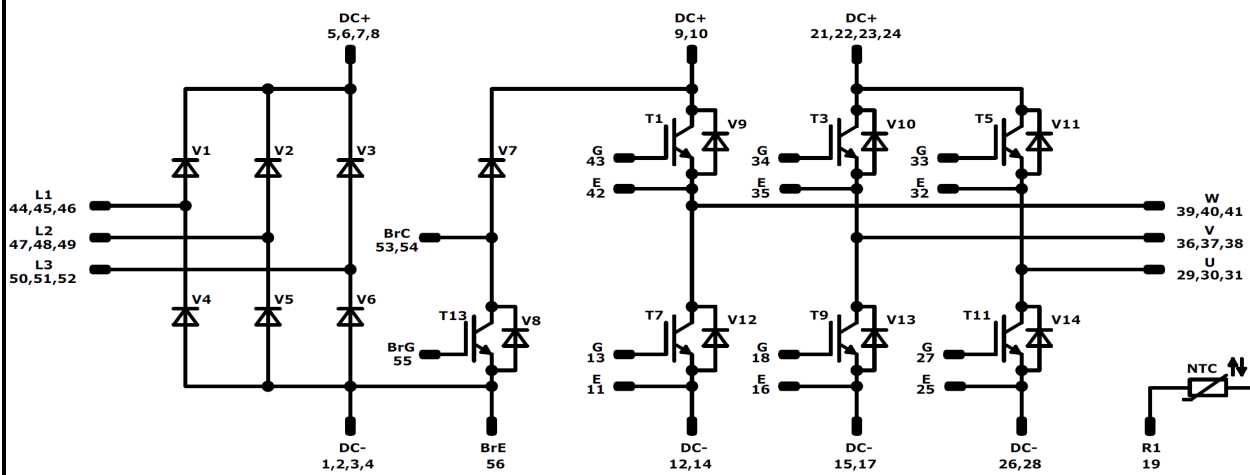 DC+
5,6,7,8
DC+
9,10
DC+
21,22,23,24
V1
V2
V3
V7
T1
V9
T3
V10
T5
V11
G
43
G
34
G
33
E
42
E
35
E
32
L1
44,45,46
L2
47,48,49
L3
50,51,52
BrC
53,54
W
39,40,41
V
36,37,38
U
29,30,31
V4
V5
V6
T13
V8
T7
V12
T9
V13
T11
V14
BrG
55
G
13
G
18
G
27
E
11
E
16
E
25
NTC
DC-
1,2,3,4
BrE
56
DC-
12,14
DC-
15,17
DC-
26,28
R1
19